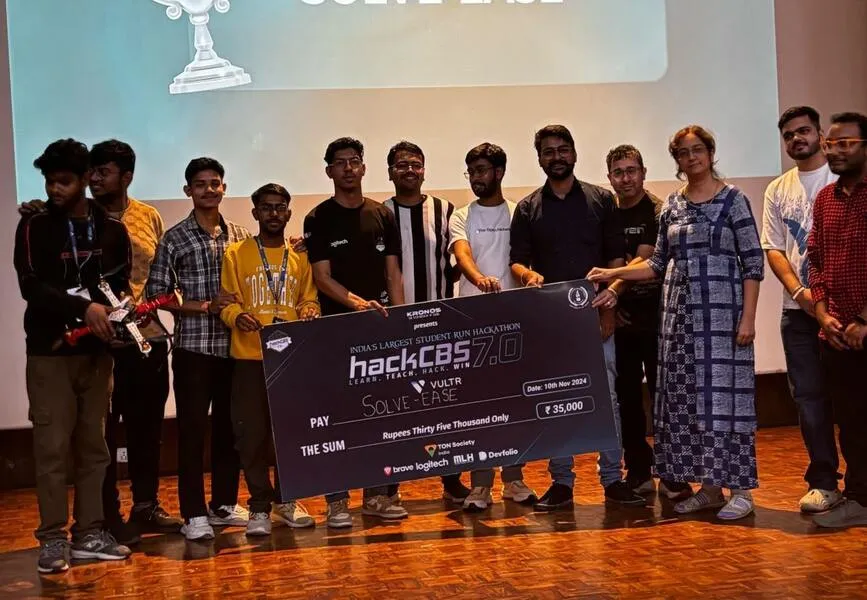 SOLVE-EASE
KRONOS
presents
INDIA'S LARGEST STUDENT RUN HACKATHON
hackCBS 7.0
LEARN. TEACH. HACK. WIN
VULTR
Date: 10th Nov 2024
PAY SOLVE-EASE
₹ 35,000
THE SUM Rupees Thirty Five Thousand Only
TON Society
India
brave logitech MLH Devfolio
logitech